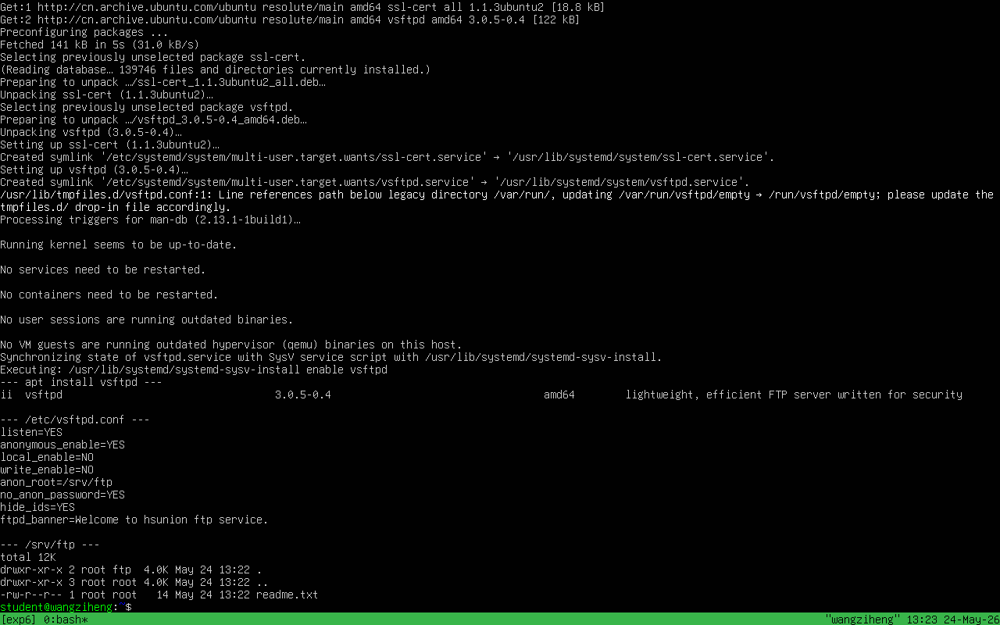 Get:1 http://cn.archive.ubuntu.com/ubuntu resolute/main amd64 ssl-cert all 1.1.3ubuntu2 [18.8 kB]
Get:2 http://cn.archive.ubuntu.com/ubuntu resolute/main amd64 vsftpd amd64 3.0.5-0.4 [122 kB]
Preconfiguring packages ...
Fetched 141 kB in 5s (31.0 kB/s)
Selecting previously unselected package ssl-cert.
(Reading database… 139746 files and directories currently installed.)
Preparing to unpack …/ssl-cert_1.1.3ubuntu2_all.deb…
Unpacking ssl-cert (1.1.3ubuntu2)…
Selecting previously unselected package vsftpd.
Preparing to unpack …/vsftpd_3.0.5-0.4_amd64.deb…
Unpacking vsftpd (3.0.5-0.4)…
Setting up ssl-cert (1.1.3ubuntu2)…
Created symlink '/etc/systemd/system/multi-user.target.wants/ssl-cert.service' → '/usr/lib/systemd/system/ssl-cert.service'.
Setting up vsftpd (3.0.5-0.4)…
Created symlink '/etc/systemd/system/multi-user.target.wants/vsftpd.service' → '/usr/lib/systemd/system/vsftpd.service'.
/usr/lib/tmpfiles.d/vsftpd.conf:1: Line references path below legacy directory /var/run/, updating /var/run/vsftpd/empty → /run/vsftpd/empty; please update the
tmpfiles.d/ drop-in file accordingly.
Processing triggers for man-db (2.13.1-1build1)…
Running kernel seems to be up-to-date.
No services need to be restarted.
No containers need to be restarted.
No user sessions are running outdated binaries.
No VM guests are running outdated hypervisor (qemu) binaries on this host.
Synchronizing state of vsftpd.service with SysV service script with /usr/lib/systemd/systemd-sysv-install.
Executing: /usr/lib/systemd/systemd-sysv-install enable vsftpd
--- apt install vsftpd ---
ii  vsftpd                                  3.0.5-0.4                                  amd64        lightweight, efficient FTP server written for security
--- /etc/vsftpd.conf ---
listen=YES
anonymous_enable=YES
local_enable=NO
write_enable=NO
anon_root=/srv/ftp
no_anon_password=YES
hide_ids=YES
ftpd_banner=Welcome to hsunion ftp service.
--- /srv/ftp ---
total 12K
drwxr-xr-x 2 root ftp  4.0K May 24 13:22 .
drwxr-xr-x 3 root root 4.0K May 24 13:22 ..
-rw-r--r-- 1 root root   14 May 24 13:22 readme.txt
student@wangziheng:~$
[exp6] 0:bash* "wangziheng" 13:23 24-May-26